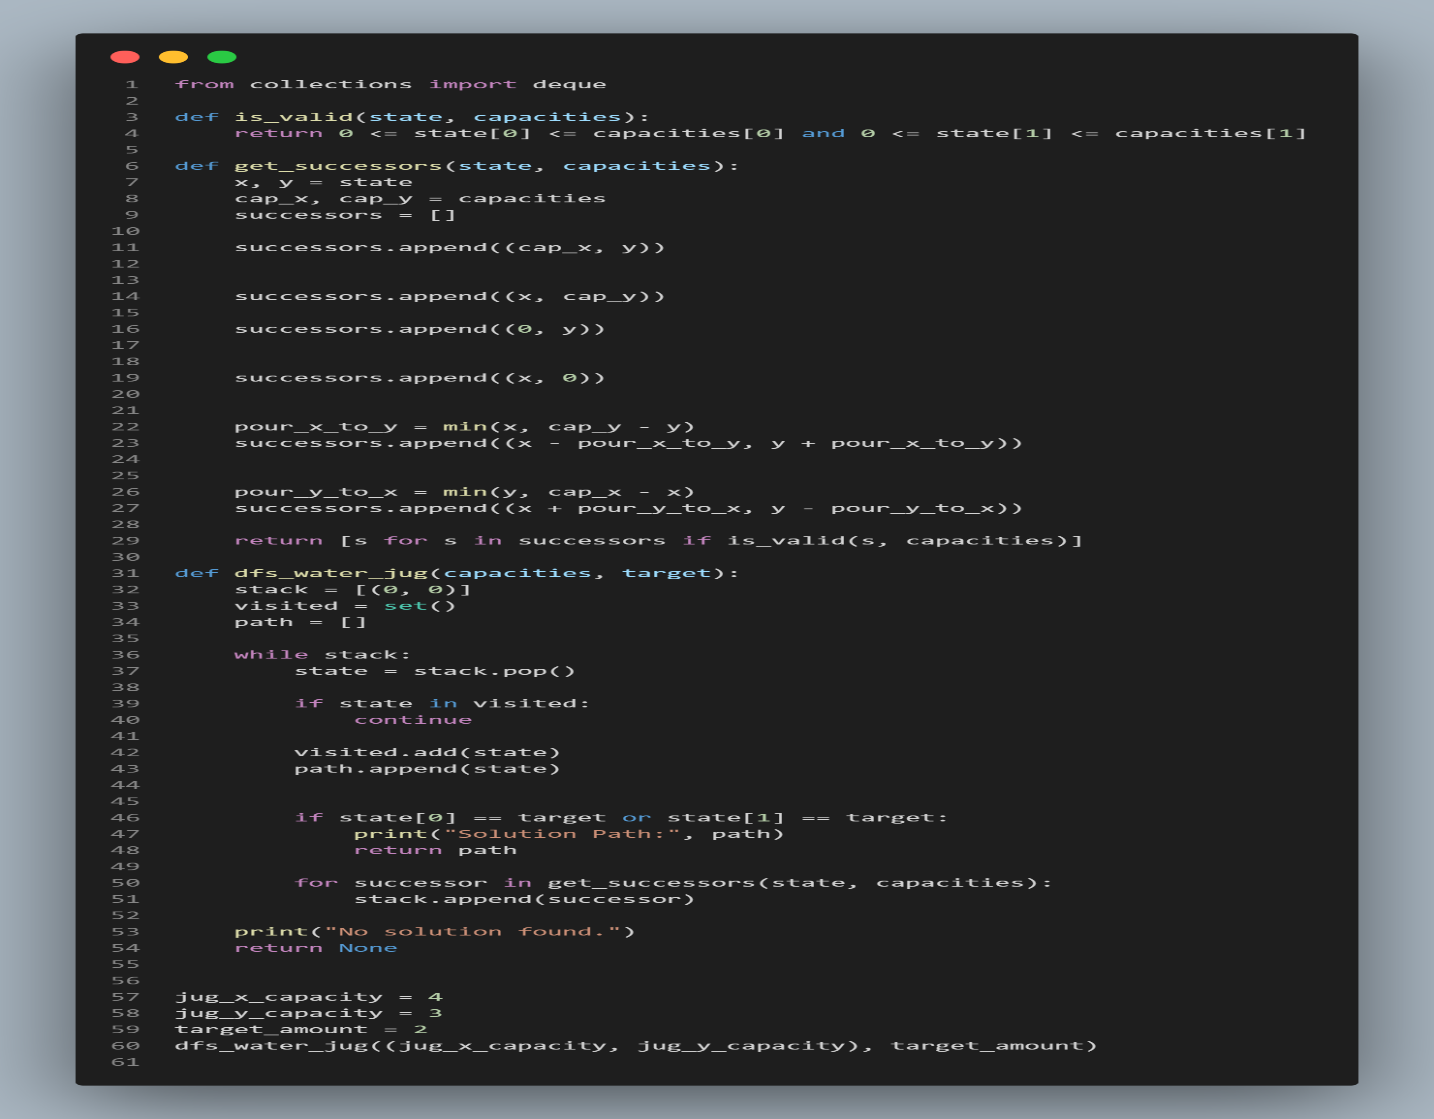 1 from collections import deque
2
3 def is_valid(state, capacities):
4     return 0 <= state[0] <= capacities[0] and 0 <= state[1] <= capacities[1]
5
6 def get_successors(state, capacities):
7     x, y = state
8     cap_x, cap_y = capacities
9     successors = []
10
11     successors.append((cap_x, y))
12
13
14     successors.append((x, cap_y))
15
16     successors.append((0, y))
17
18
19     successors.append((x, 0))
20
21
22     pour_x_to_y = min(x, cap_y - y)
23     successors.append((x - pour_x_to_y, y + pour_x_to_y))
24
25
26     pour_y_to_x = min(y, cap_x - x)
27     successors.append((x + pour_y_to_x, y - pour_y_to_x))
28
29     return [s for s in successors if is_valid(s, capacities)]
30
31 def dfs_water_jug(capacities, target):
32     stack = [(0, 0)]
33     visited = set()
34     path = []
35
36     while stack:
37         state = stack.pop()
38
39         if state in visited:
40             continue
41
42         visited.add(state)
43         path.append(state)
44
45
46         if state[0] == target or state[1] == target:
47             print("Solution Path:", path)
48             return path
49
50         for successor in get_successors(state, capacities):
51             stack.append(successor)
52
53     print("No solution found.")
54     return None
55
56
57 jug_x_capacity = 4
58 jug_y_capacity = 3
59 target_amount = 2
60 dfs_water_jug((jug_x_capacity, jug_y_capacity), target_amount)
61